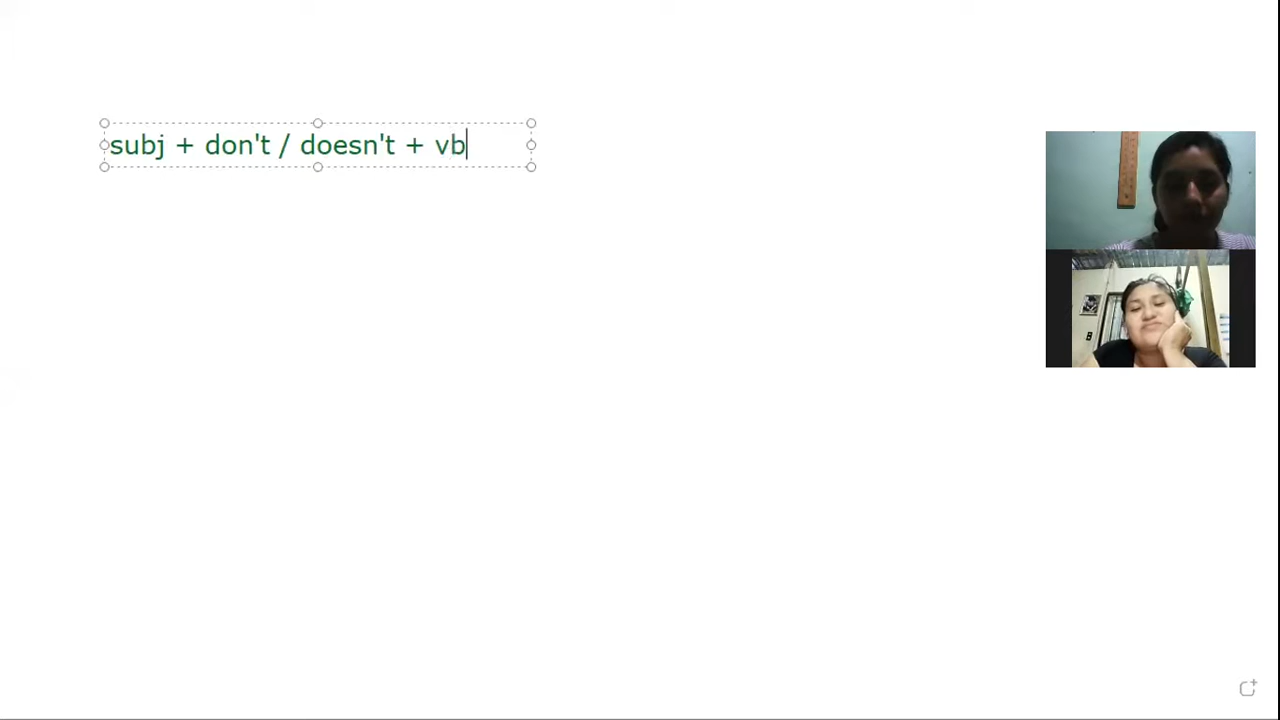 subj + don't / doesn't + vb